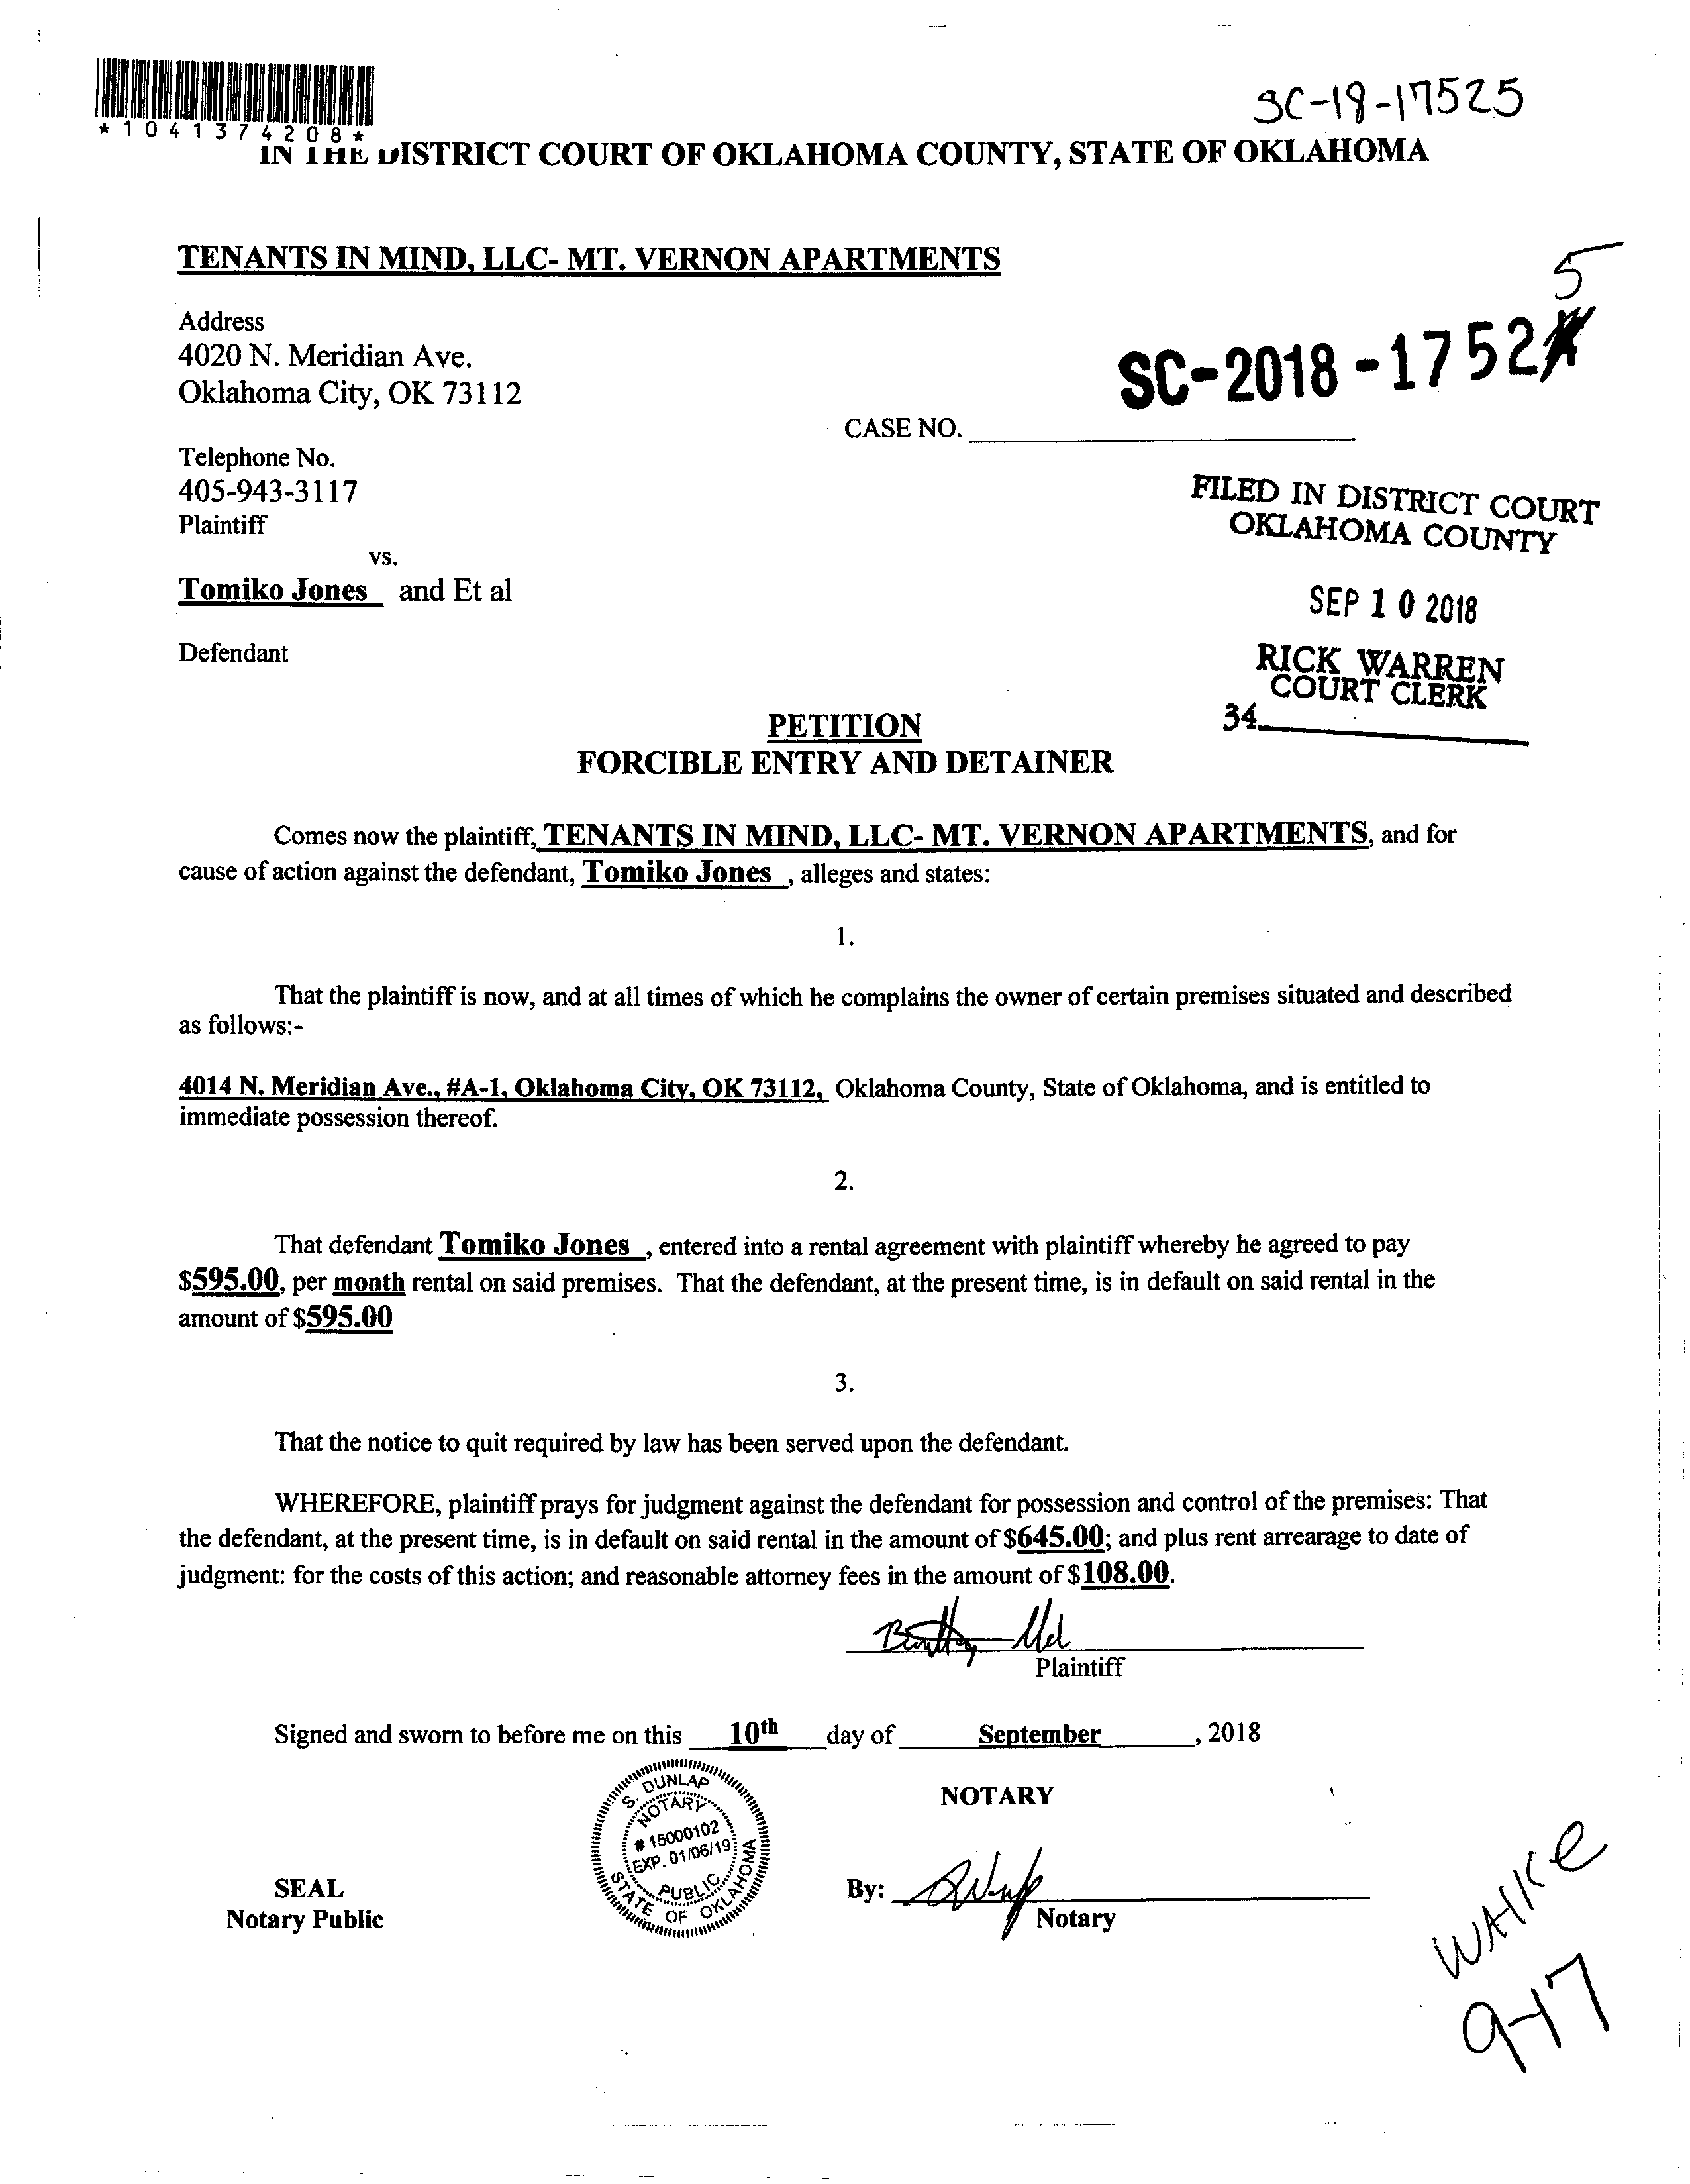 SC-18-17525
*1041374208*
IN THE DISTRICT COURT OF OKLAHOMA COUNTY, STATE OF OKLAHOMA
TENANTS IN MIND, LLC- MT. VERNON APARTMENTS
5
Address
4020 N. Meridian Ave.
SC-2018-1752
Oklahoma City, OK 73112
CASE NO.
Telephone No.
405-943-3117
FILED IN DISTRICT COURT
Plaintiff
OKLAHOMA COUNTY
vs.
Tomiko Jones and Et al
SEP 10 2018
Defendant
RICK WARREN
COURT CLERK
34
PETITION
FORCIBLE ENTRY AND DETAINER
Comes now the plaintiff, TENANTS IN MIND, LLC- MT. VERNON APARTMENTS, and for
cause of action against the defendant, Tomiko Jones , alleges and states:
1.
That the plaintiff is now, and at all times of which he complains the owner of certain premises situated and described
as follows:-
4014 N. Meridian Ave., #A-1, Oklahoma City, OK 73112, Oklahoma County, State of Oklahoma, and is entitled to
immediate possession thereof.
2.
That defendant Tomiko Jones , entered into a rental agreement with plaintiff whereby he agreed to pay
$595.00, per month rental on said premises. That the defendant, at the present time, is in default on said rental in the
amount of $595.00
3.
That the notice to quit required by law has been served upon the defendant.
WHEREFORE, plaintiff prays for judgment against the defendant for possession and control of the premises: That
the defendant, at the present time, is in default on said rental in the amount of $645.00; and plus rent arrearage to date of
judgment: for the costs of this action; and reasonable attorney fees in the amount of $108.00.
Plaintiff
Signed and sworn to before me on this 10th day of September , 2018
S. DUNLAP
NOTARY
# 15000102
EXP. 01/06/19
PUBLIC
STATE OF OKLAHOMA
NOTARY
SEAL
By:
Notary Public
Notary
9-17